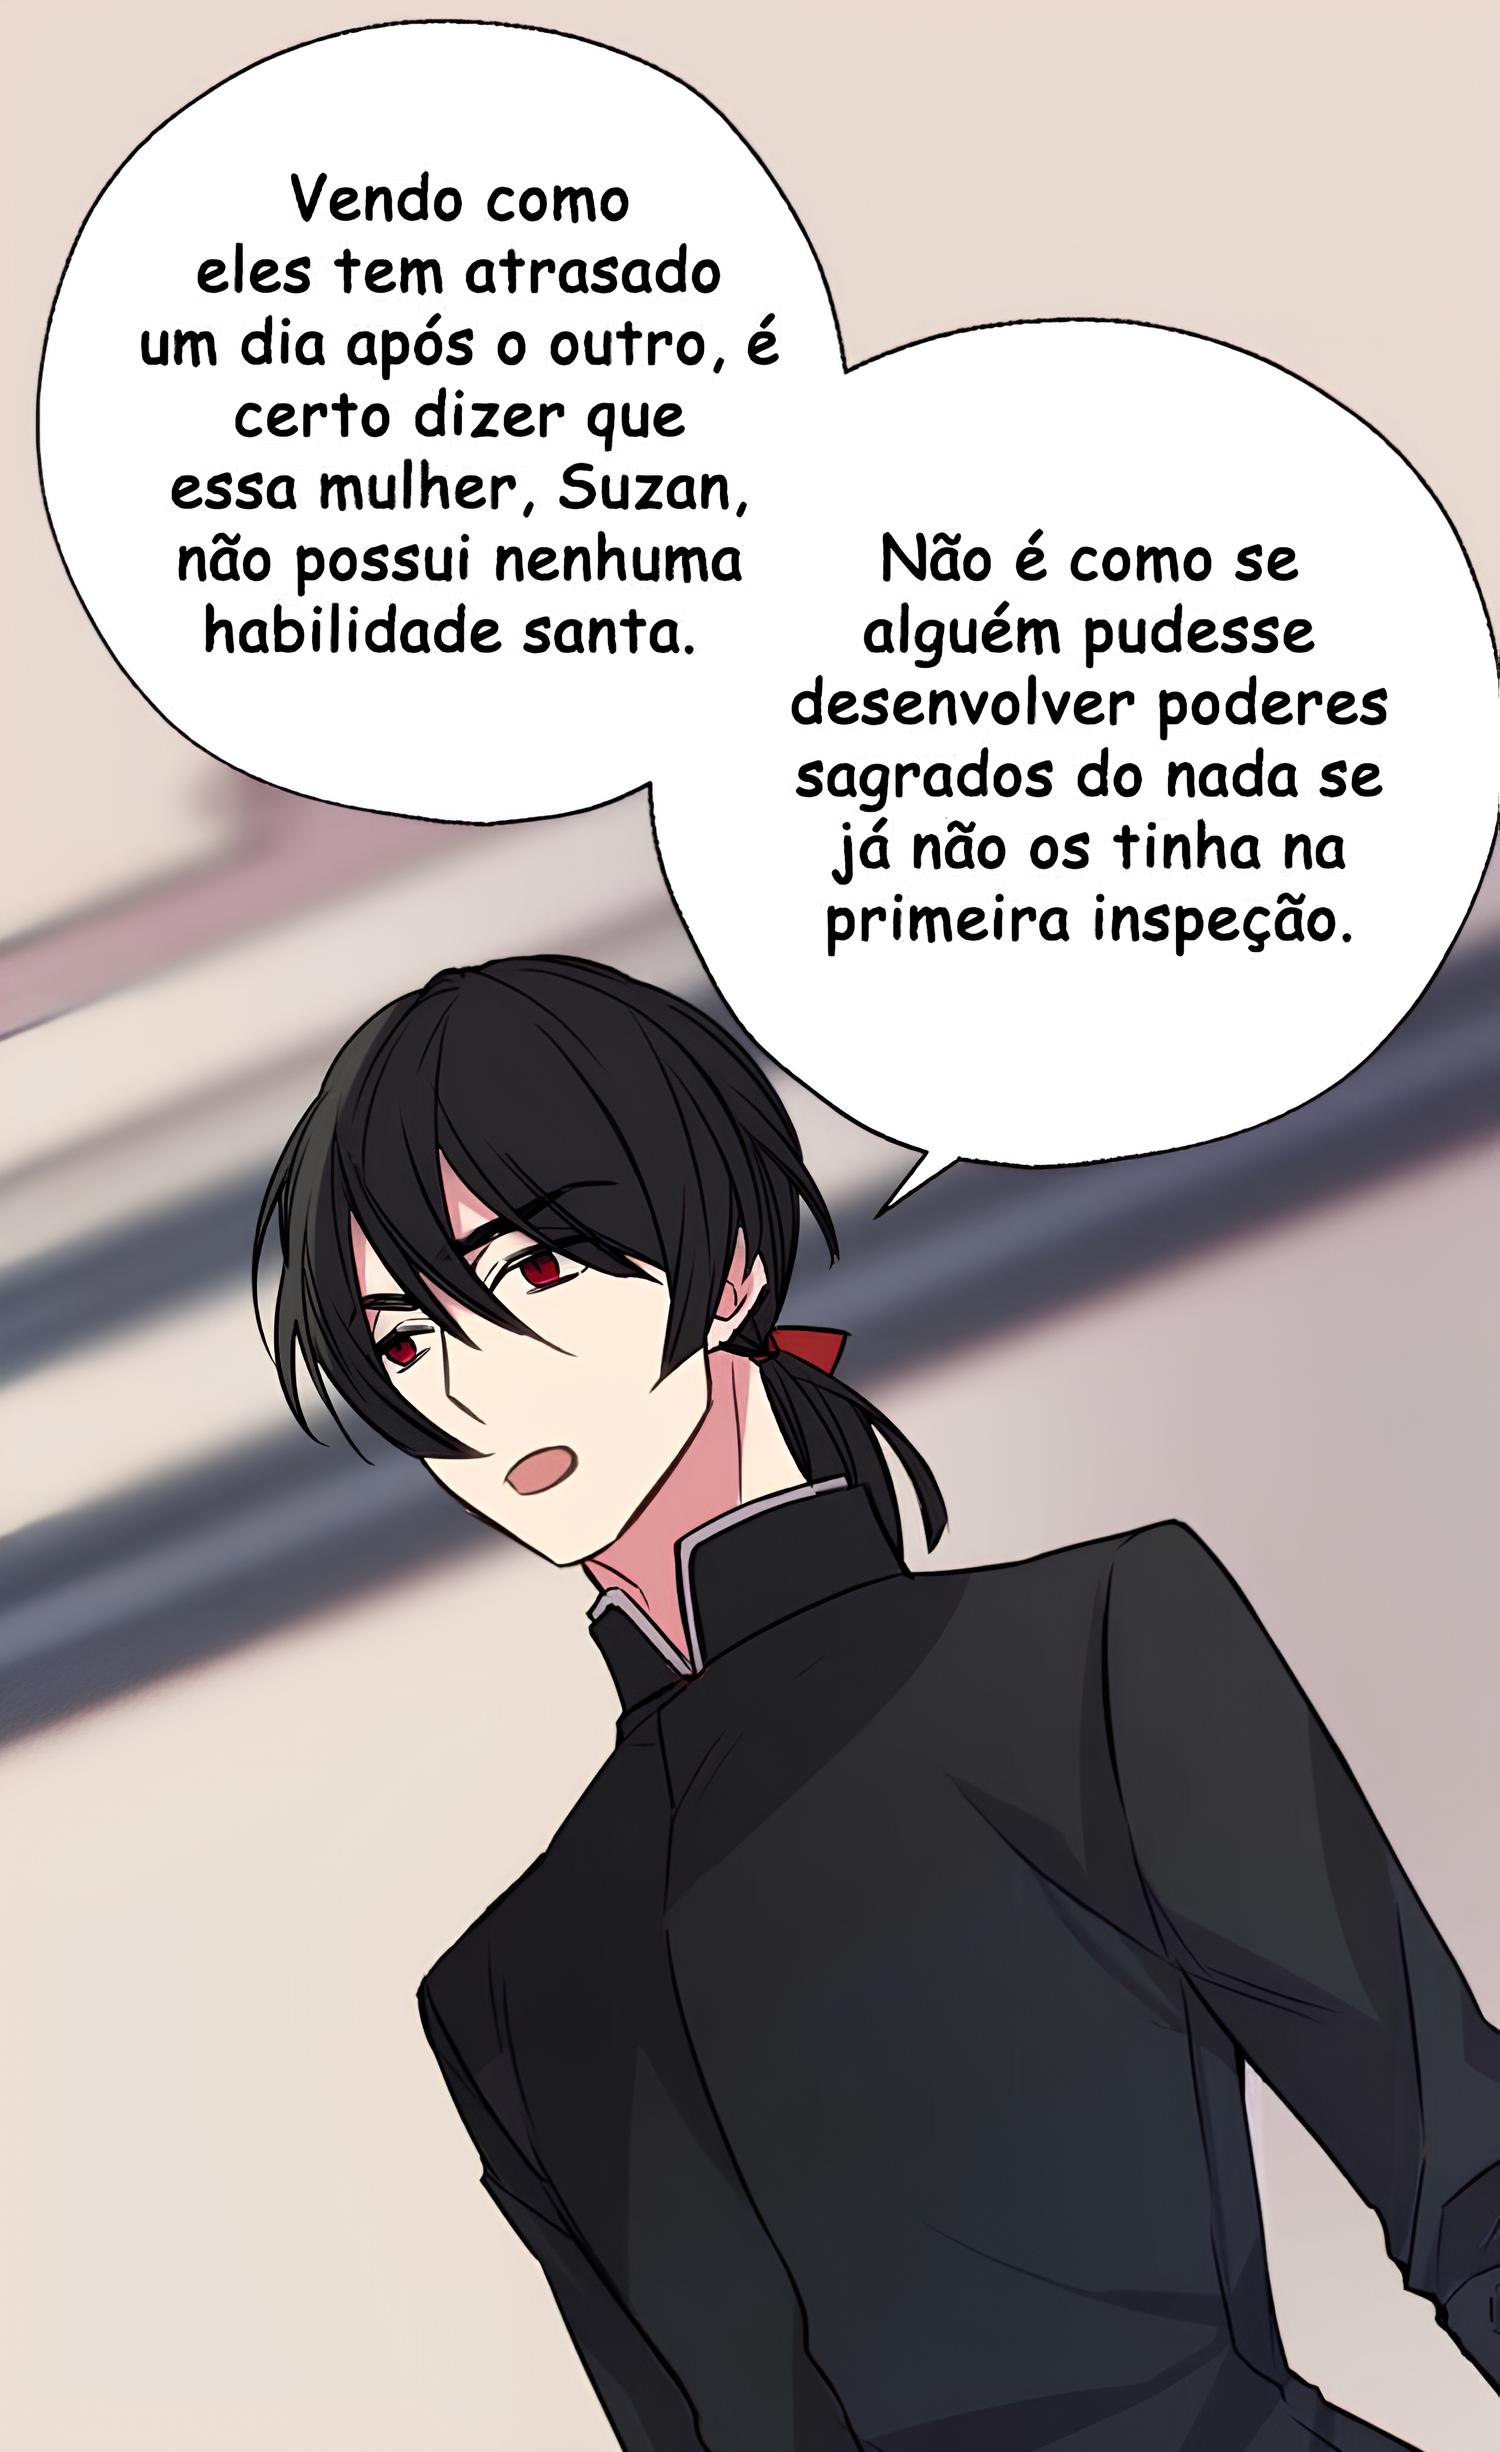 Vendo como
eles tem atrasado
um dia após o outro, é
certo dizer que
essa mulher, Suzan,
não possui nenhuma
habilidade santa.
Não é como se
alguém pudesse
desenvolver poderes
sagrados do nada se
já não os tinha na
primeira inspeção.